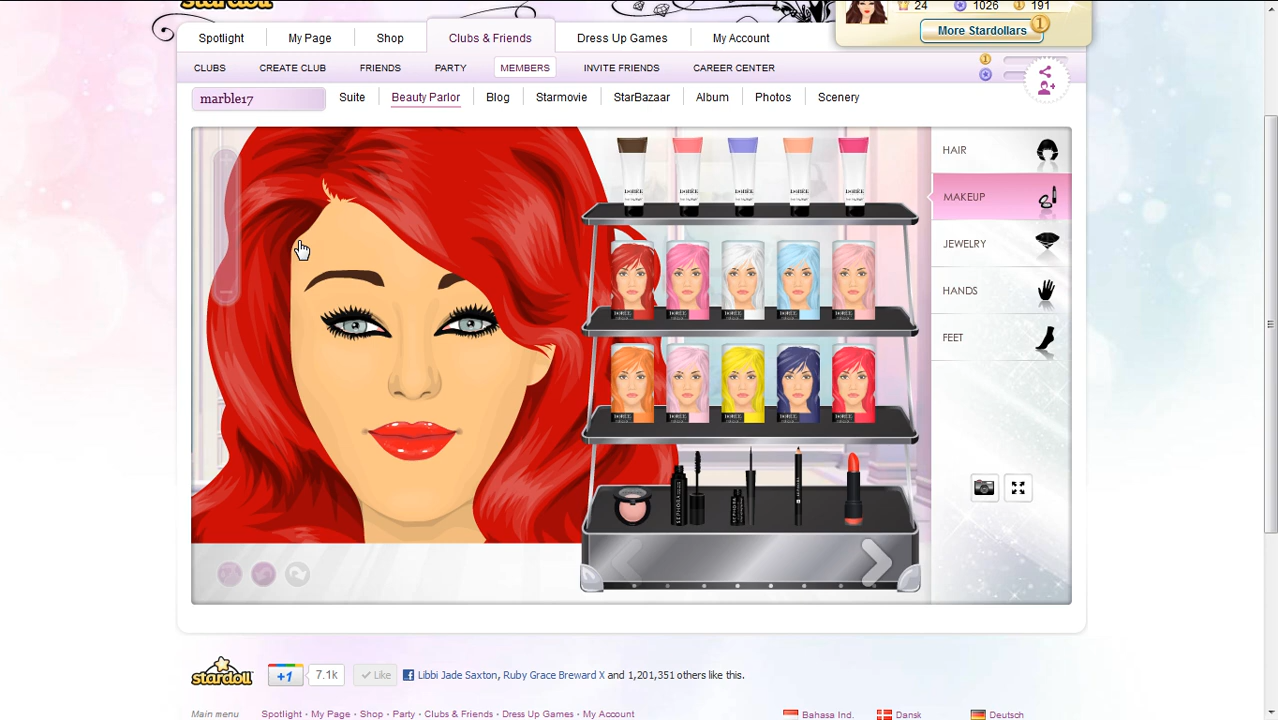 stardoll
24 1026 191
More Stardollars 1
Spotlight My P Shop Clubs & Friends Dress Up Games My Account
CLUBS CREATE CLUB FRIENDS PARTY MEMBERS INVITE FRIENDS CAREER CENTER
marble17 Suite Beauty Parlor Blog Starmovie StarBazaar Album Photos Scenery
HAIR
MAKEUP
JEWELRY
HANDS
FEET
SEPHORA SEPHORA
stardoll +1 7.1k Like Libbi Jade Saxton, Ruby Grace Breward X and 1,201,351 others like this.
Main menu Spotlight · My Page · Shop · Party · Clubs & Friends · Dress Up Games · My Account Bahasa Ind. Dansk Deutsch